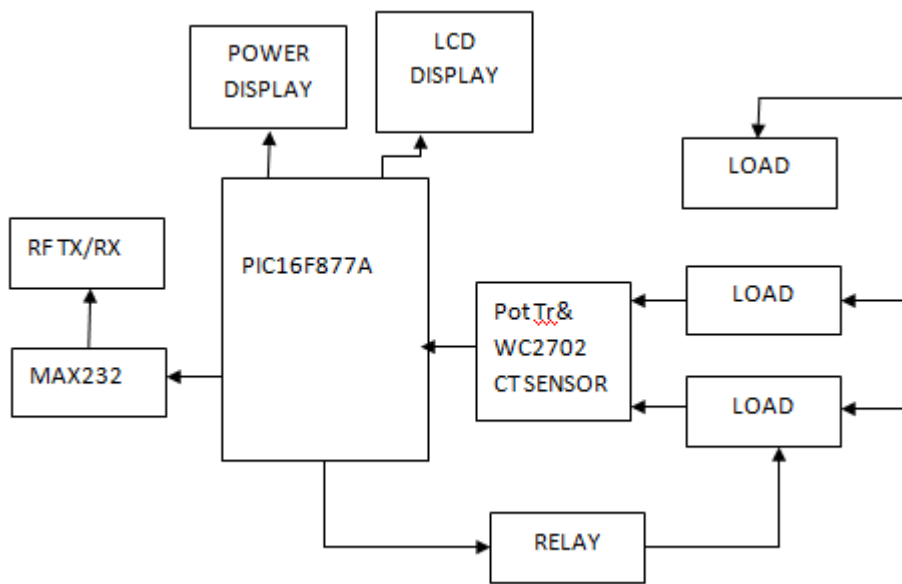 POWER
DISPLAY
LCD
DISPLAY
LOAD
RF TX/RX
PIC16F877A
LOAD
Pot Tr&
WC2702
CT SENSOR
MAX232
LOAD
RELAY